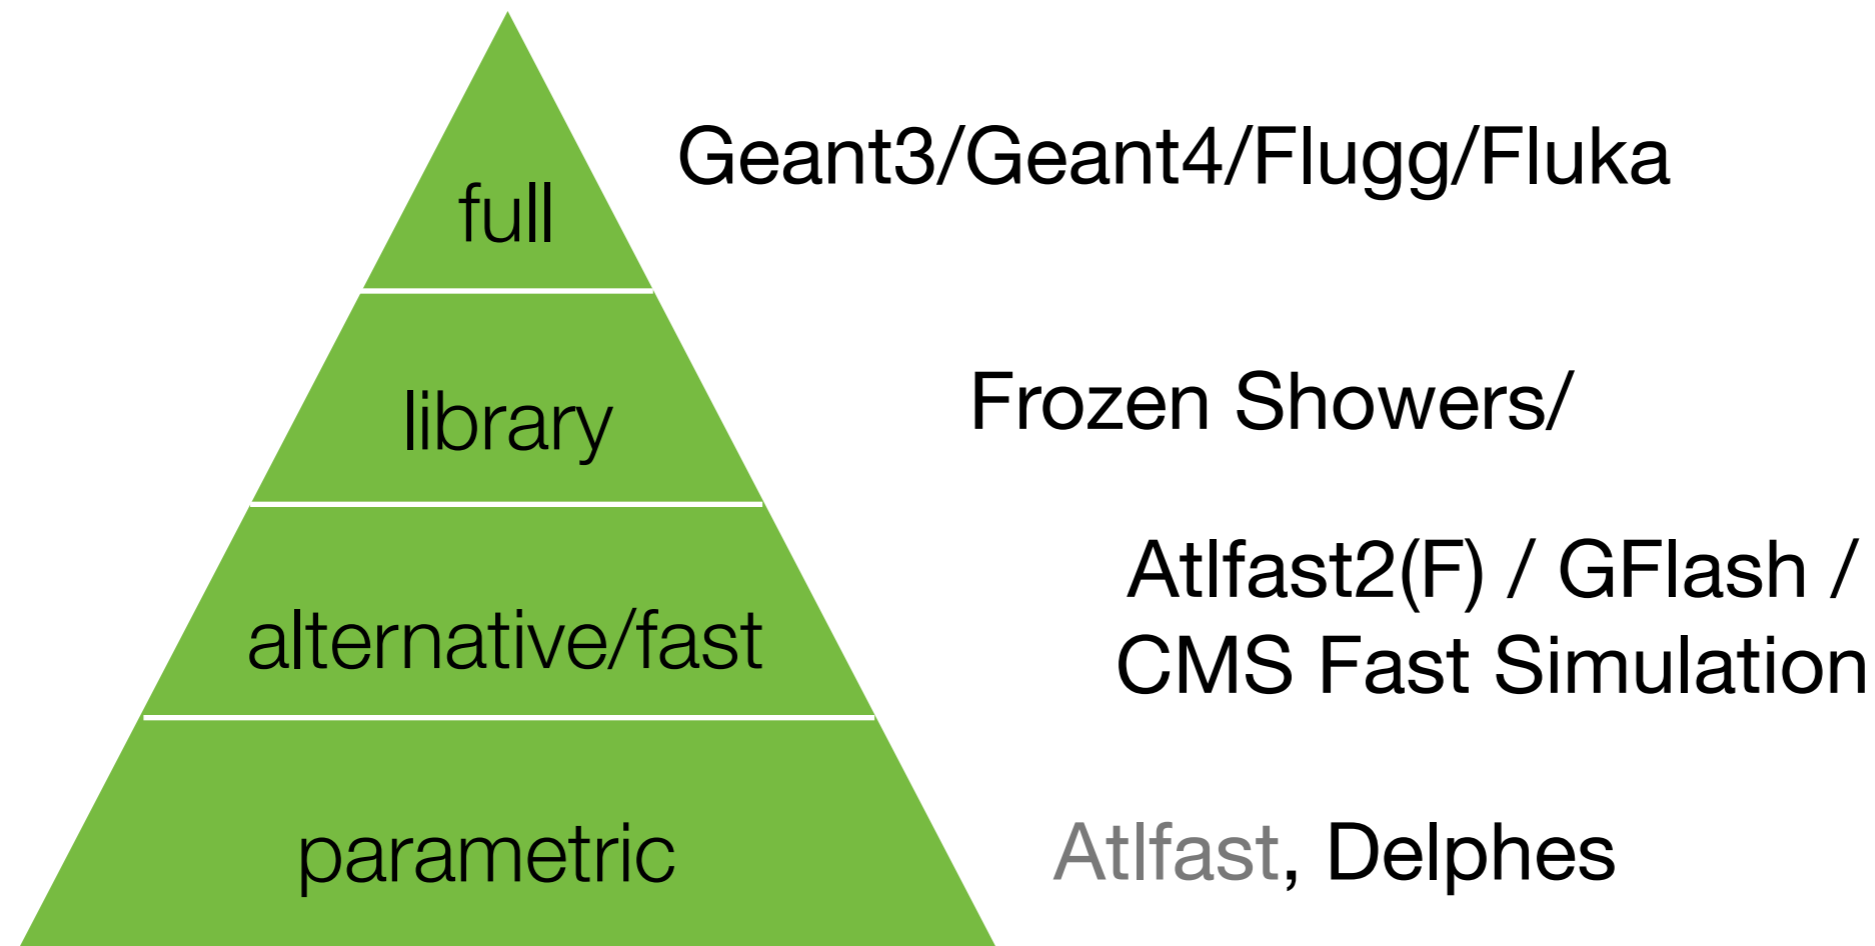 Geant3/Geant4/Flugg/Fluka
full
Frozen Showers/
library
Atlfast2(F) / GFlash /
CMS Fast Simulation
alternative/fast
parametric
Atlfast, Delphes